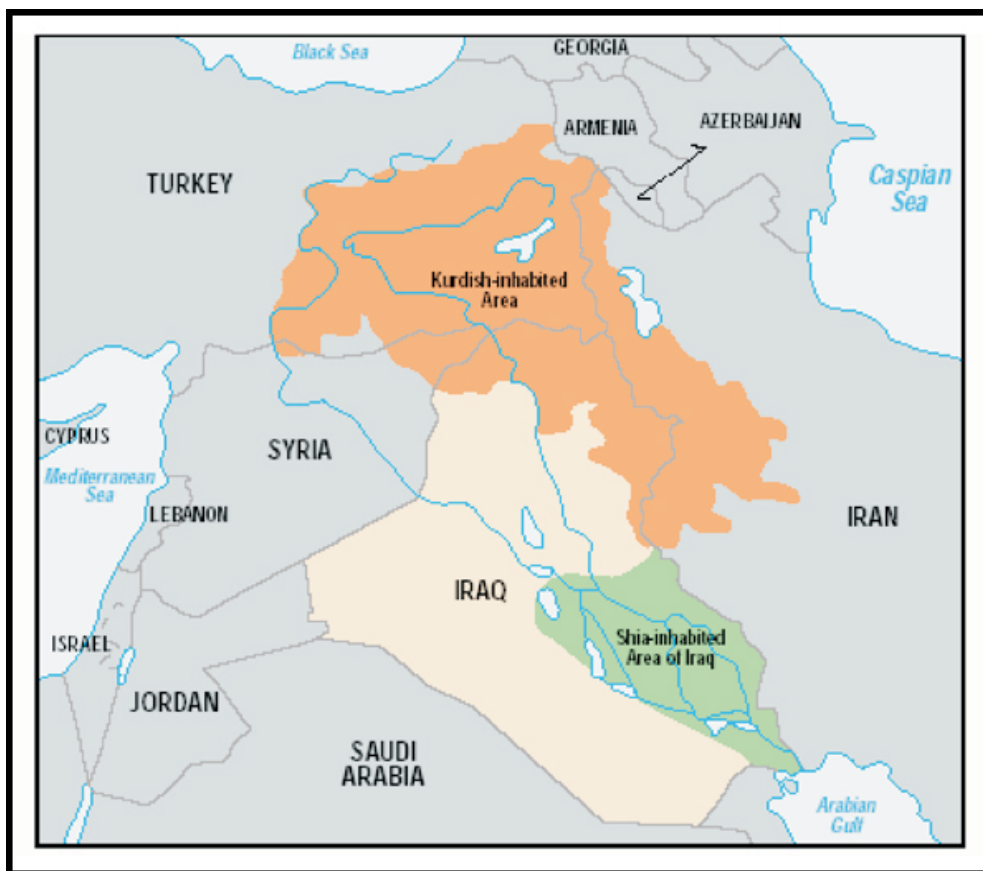 Black Sea
GEORGIA
ARMENIA
AZERBAIJAN
TURKEY
Caspian
Sea
Kurdish-inhabited
Area
CYPRUS
SYRIA
Mediterranean
Sea
LEBANON
IRAN
IRAQ
ISRAEL
Shia-inhabited
Area of Iraq
JORDAN
SAUDI
ARABIA
Arabian
Gulf